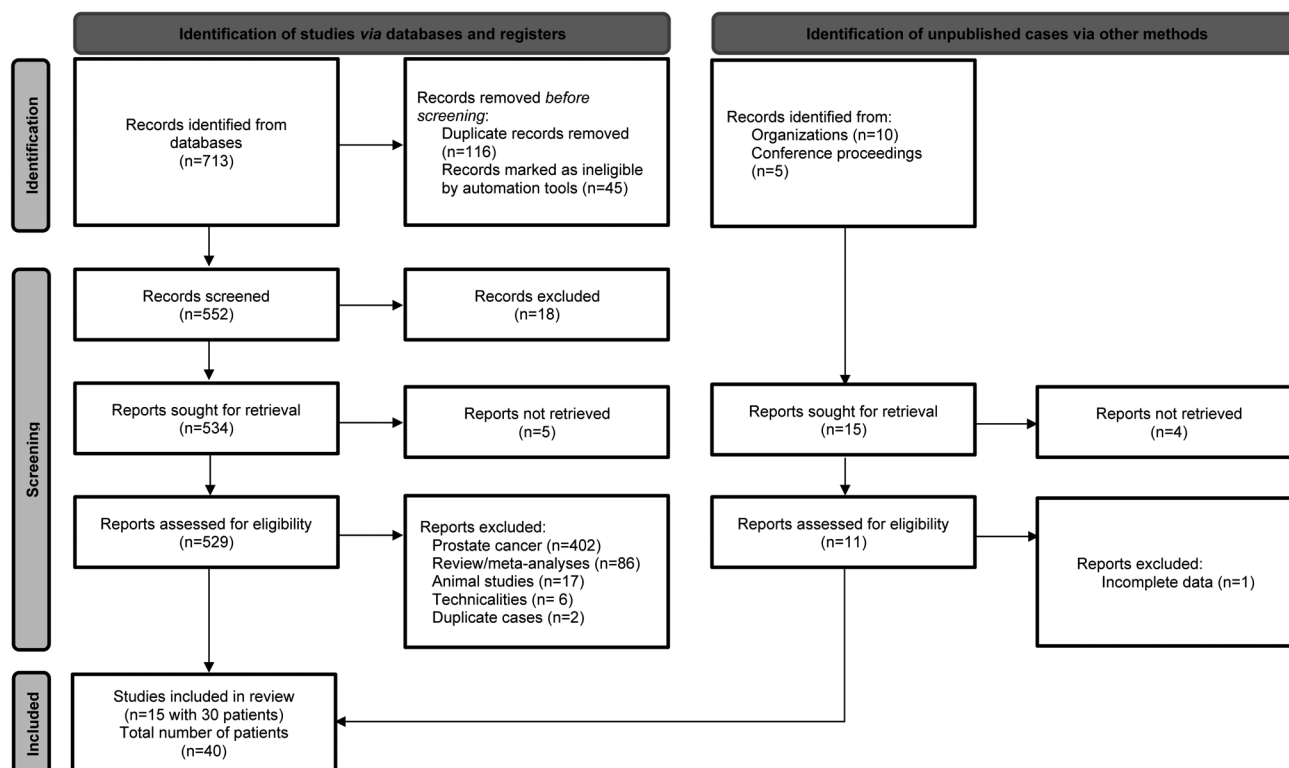 Identification of studies via databases and registers
Identification of unpublished cases via other methods
Identification
Records identified from
databases
(n=713)
Records removed before
screening:
Duplicate records removed
(n=116)
Records marked as ineligible
by automation tools (n=45)
Records identified from:
Organizations (n=10)
Conference proceedings
(n=5)
Screening
Records screened
(n=552)
Records excluded
(n=18)
Reports sought for retrieval
(n=534)
Reports not retrieved
(n=5)
Reports sought for retrieval
(n=15)
Reports not retrieved
(n=4)
Reports assessed for eligibility
(n=529)
Reports excluded:
Prostate cancer (n=402)
Review/meta-analyses (n=86)
Animal studies (n=17)
Technicalities (n= 6)
Duplicate cases (n=2)
Reports assessed for eligibility
(n=11)
Reports excluded:
Incomplete data (n=1)
Included
Studies included in review
(n=15 with 30 patients)
Total number of patients
(n=40)